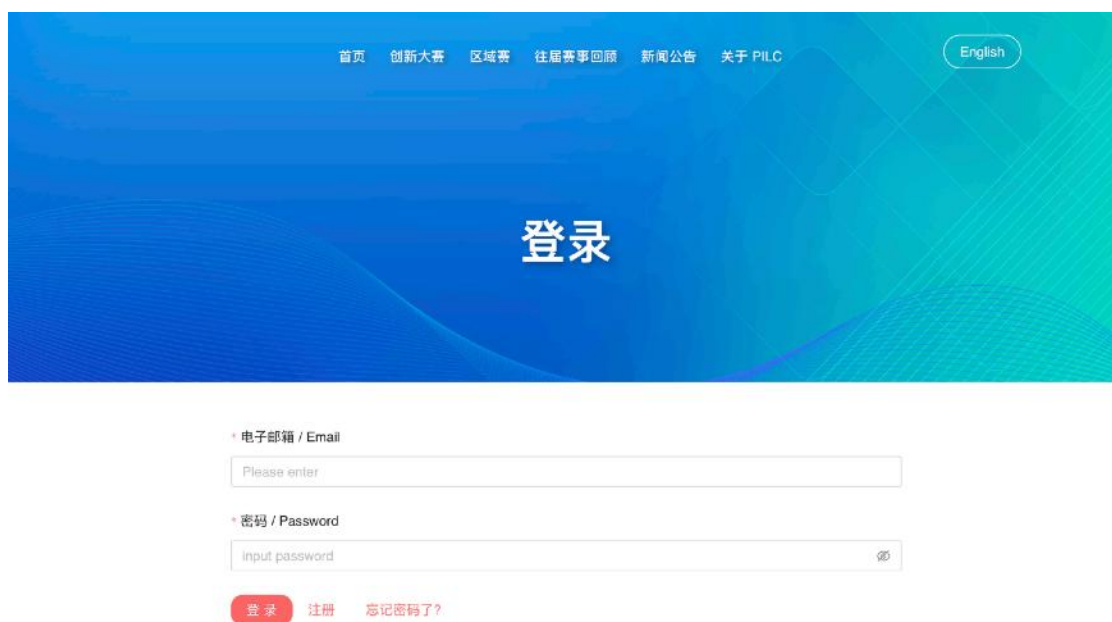 首页 创新大赛 区域赛 往届赛事回顾 新闻公告 关于 PILC English
登录
* 电子邮箱 / Email
Please enter
* 密码 / Password
input password
登 录 注册 忘记密码了?